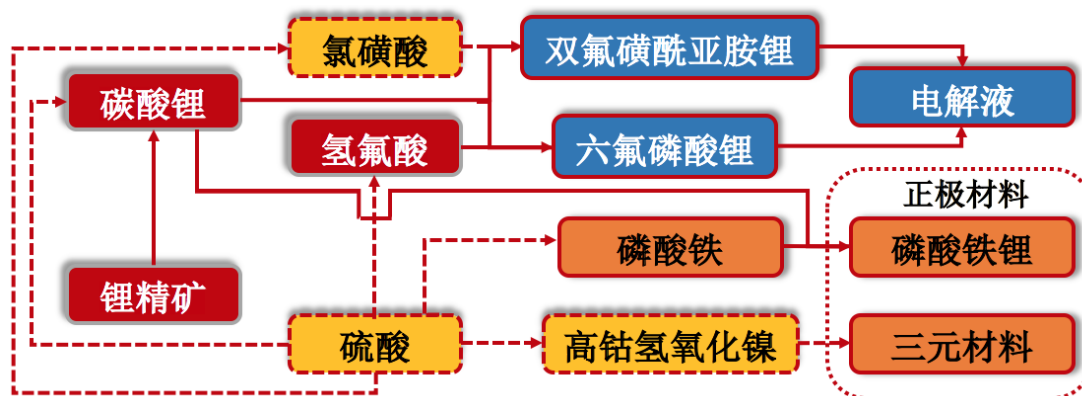 氯磺酸
双氟磺酰亚胺锂
碳酸锂
电解液
氢氟酸
六氟磷酸锂
正极材料
磷酸铁
磷酸铁锂
锂精矿
硫酸
高钴氢氧化镍
三元材料